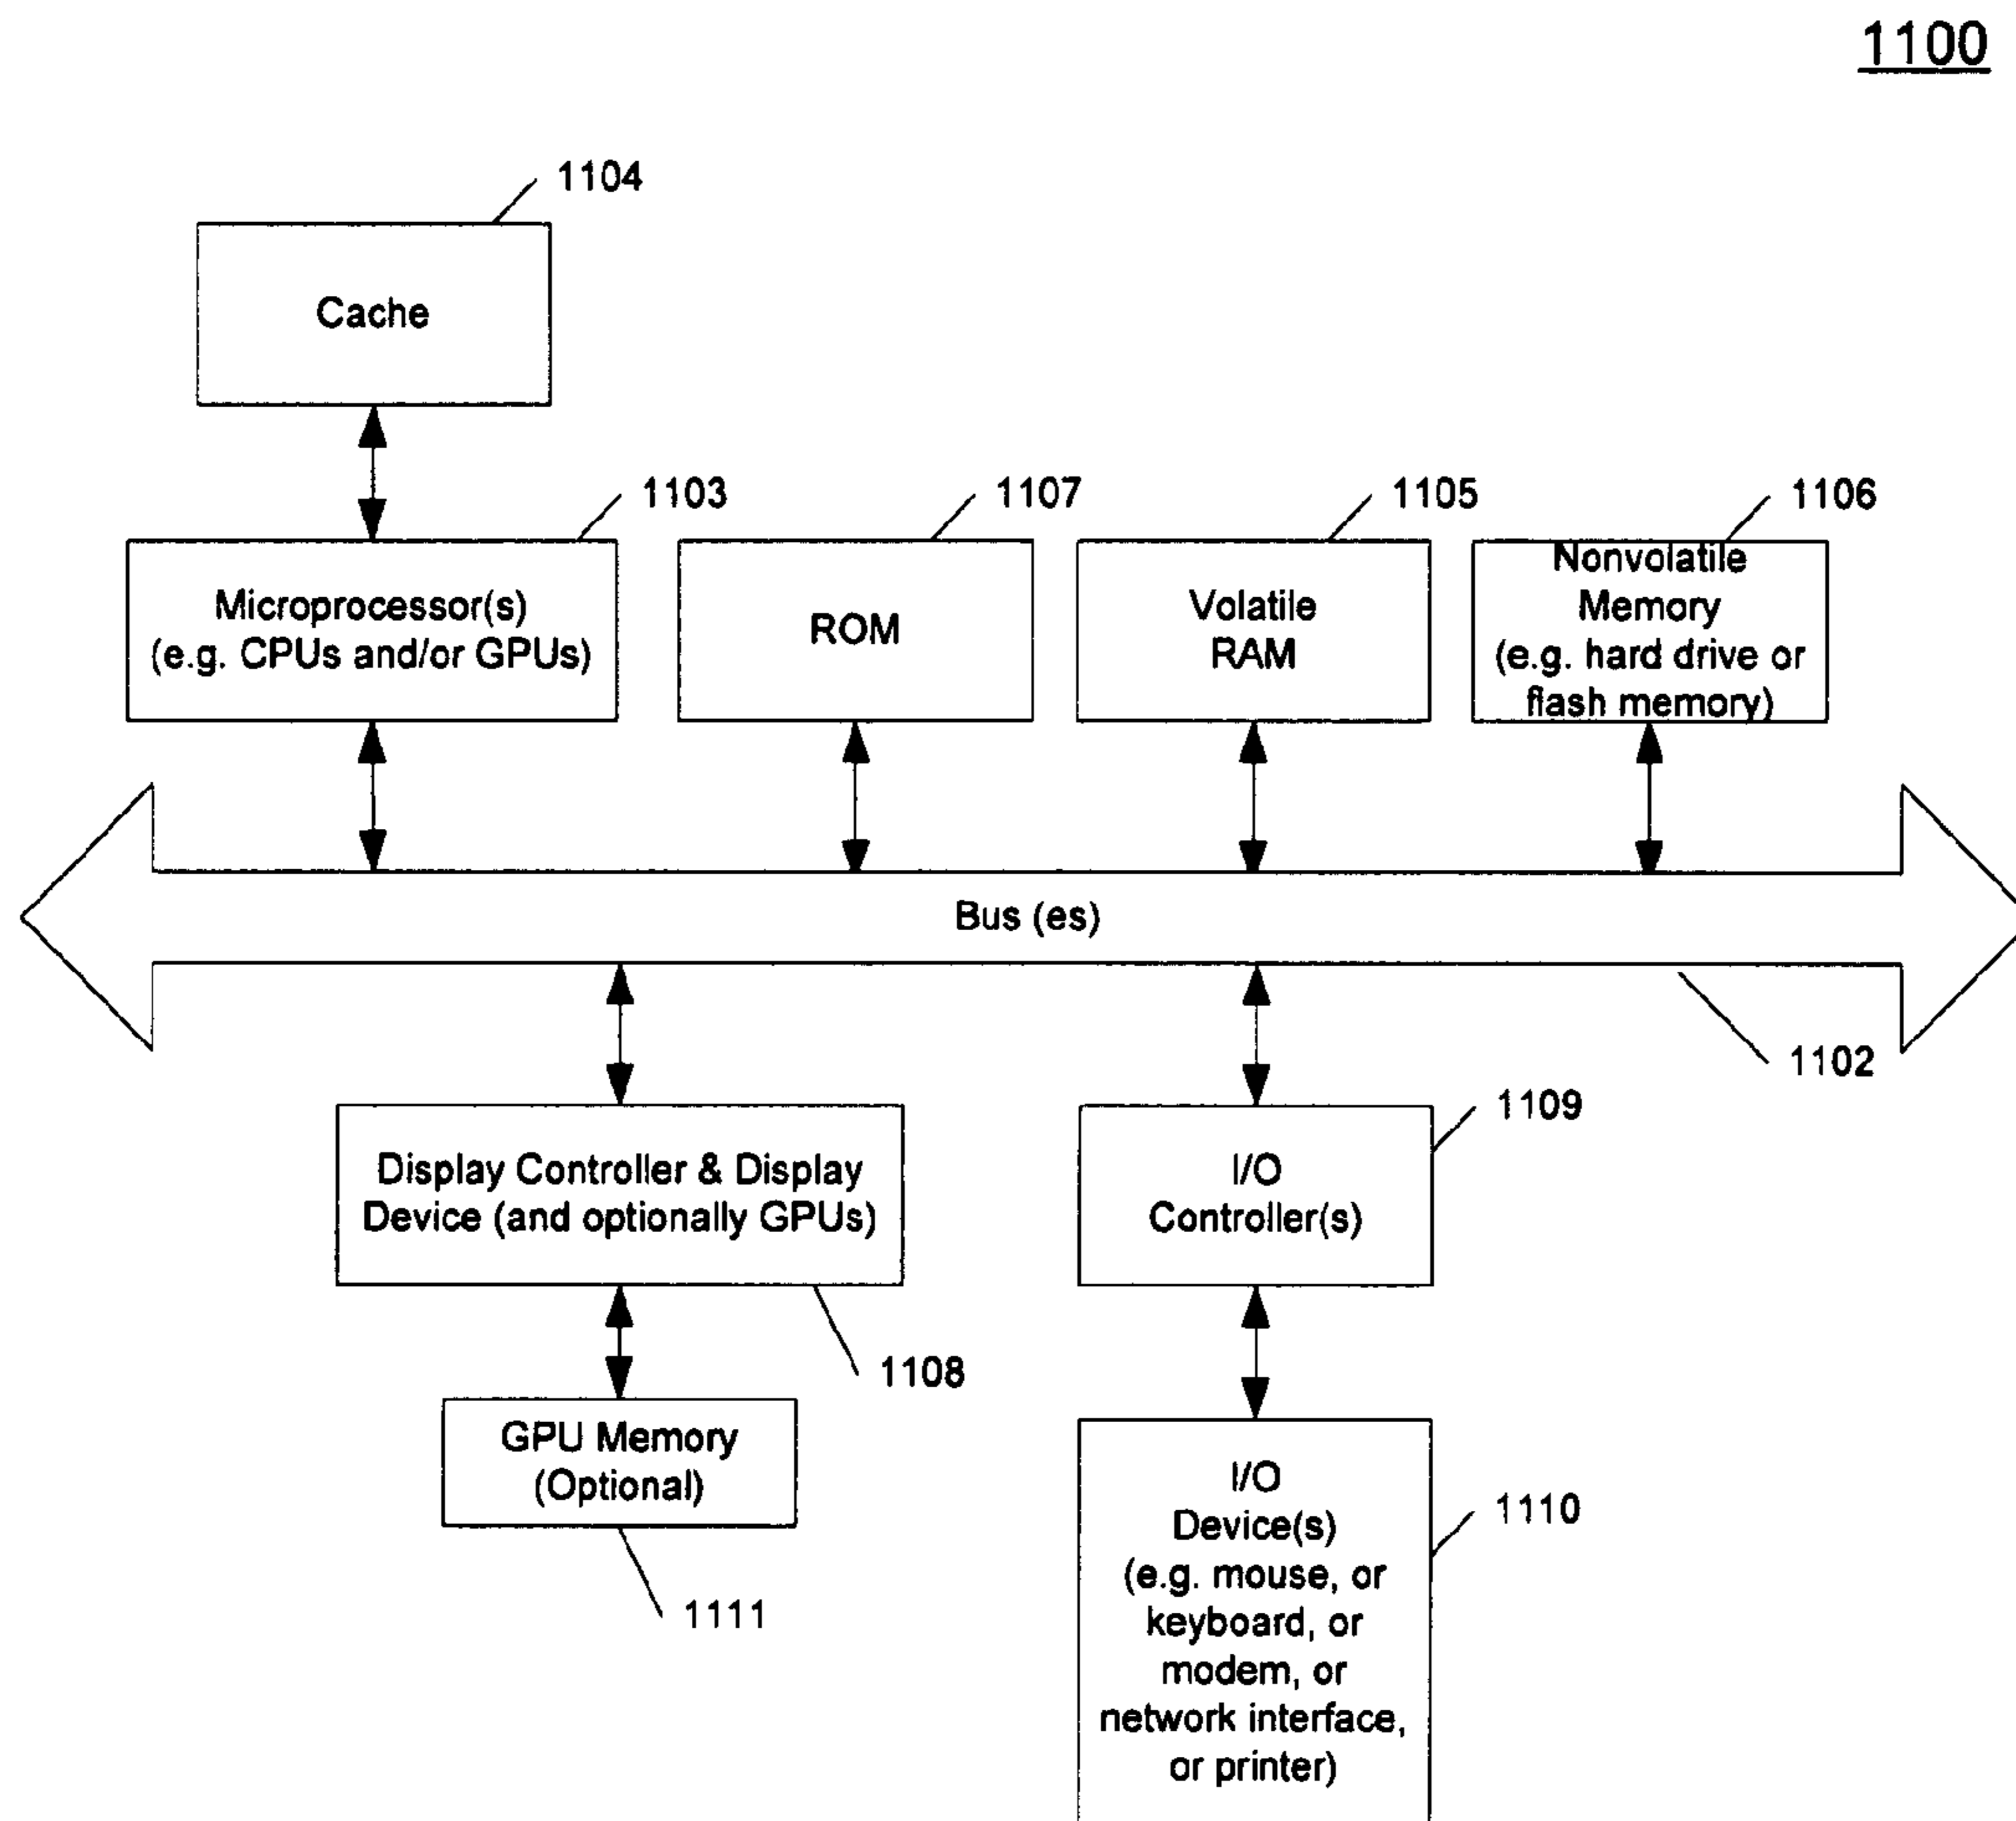 1100
1104
Cache
1103
1107
1105
1106
Microprocessor(s)
(e.g. CPUs and/or GPUs)
ROM
Volatile
RAM
Nonvolatile
Memory
(e.g. hard drive or
flash memory)
Bus (es)
1102
Display Controller & Display
Device (and optionally GPUs)
1109
I/O
Controller(s)
1108
GPU Memory
(Optional)
1111
I/O
Device(s)
(e.g. mouse, or
keyboard, or
modem, or
network interface,
or printer)
1110